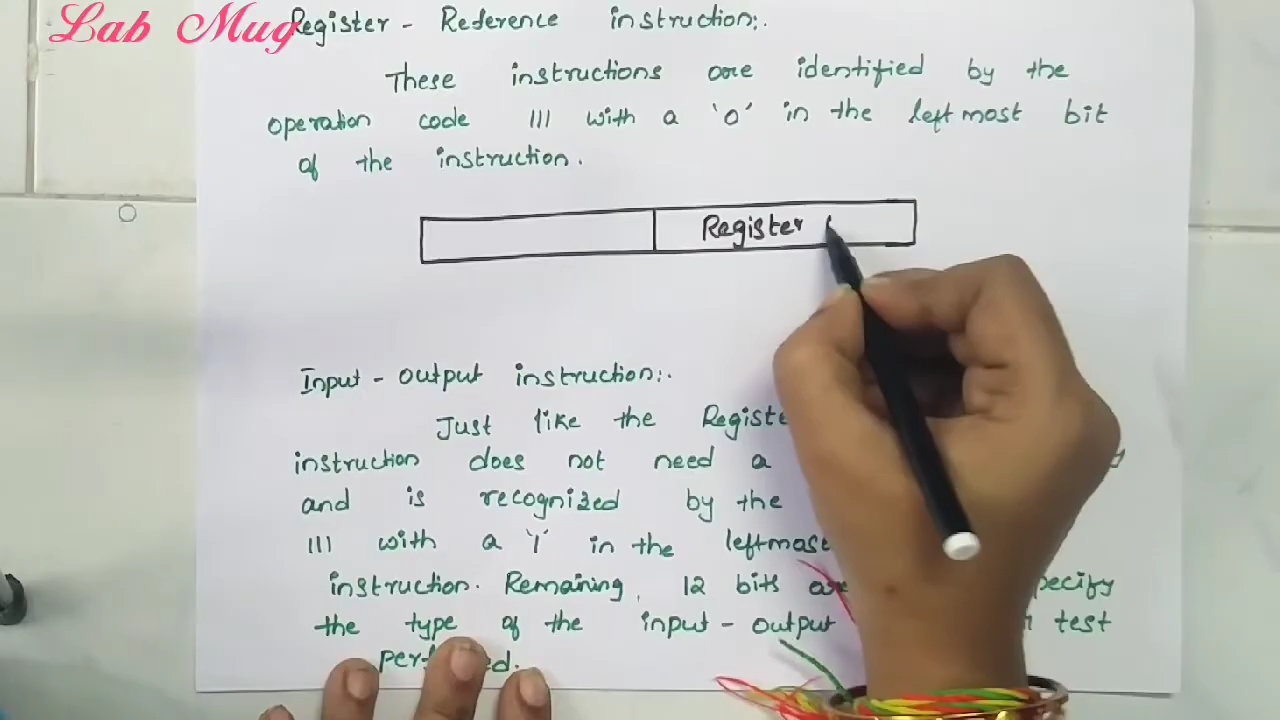 Lab Mug
Register - Reference instruction:.
These instructions are identified by the
operation code 111 with a '0' in the leftmost bit
of the instruction.
Register
Input - output instruction:.
Just like the
instruction does not need a
and is recognized by the
111 with a '1' in the leftmost
instruction. Remaining, 12 bits
the type of the input - output test